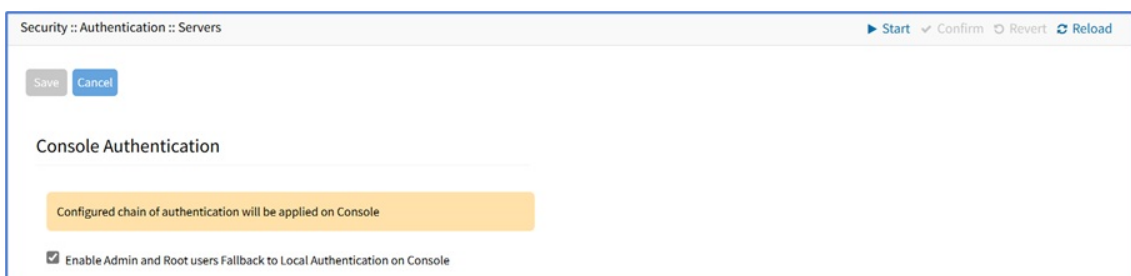 Security :: Authentication :: Servers Start Confirm Revert Reload
Save Cancel
Console Authentication
Configured chain of authentication will be applied on Console
Enable Admin and Root users Fallback to Local Authentication on Console